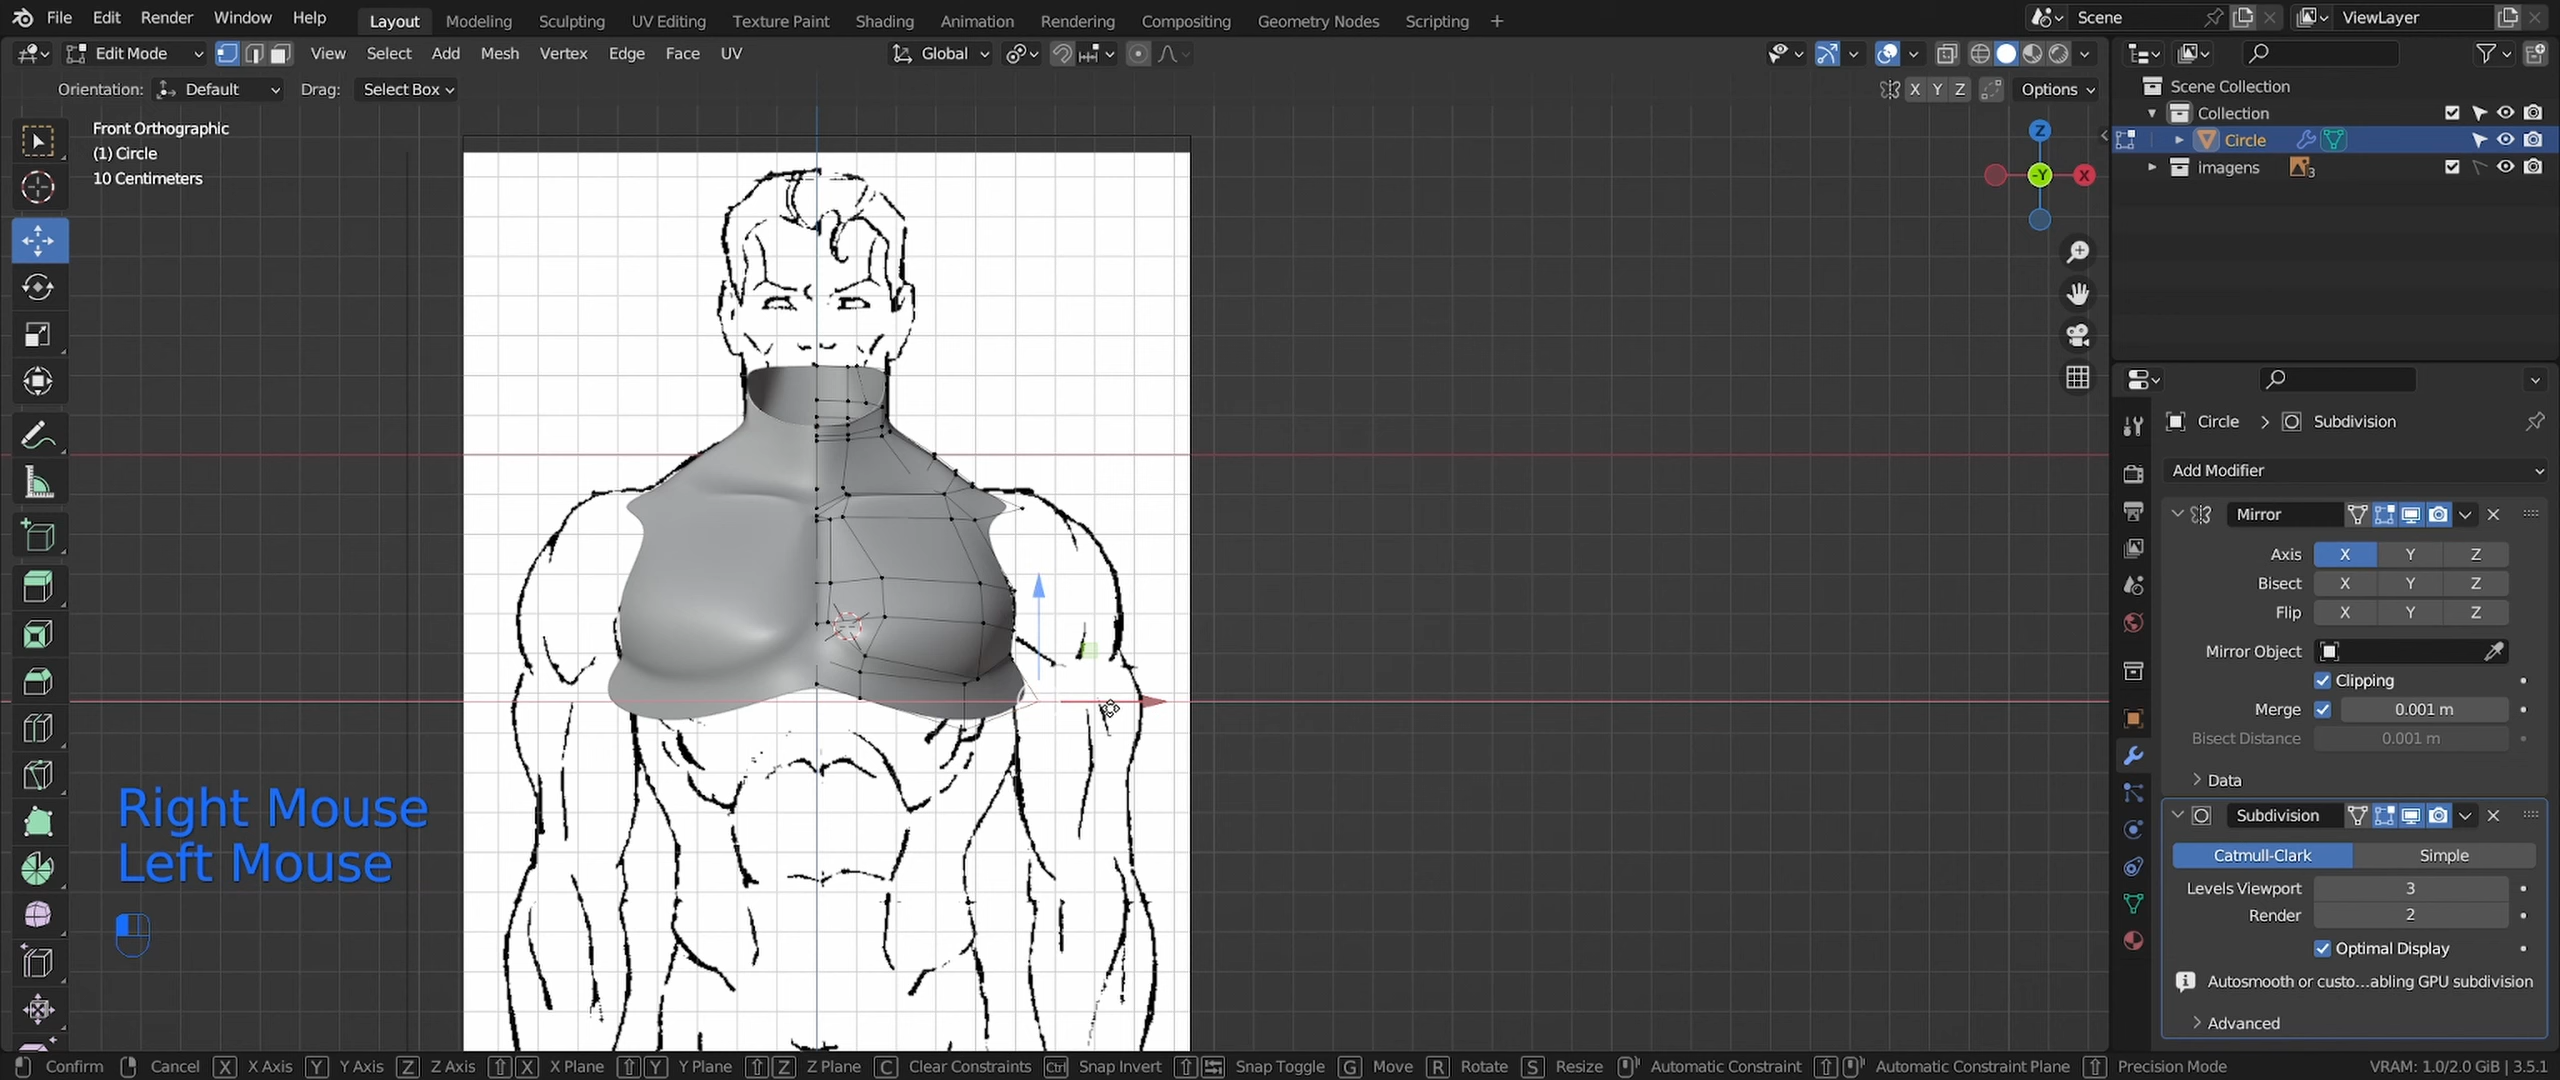 File Edit Render Window Help Layout Modeling Sculpting UV Editing Texture Paint Shading Animation Rendering Compositing Geometry Nodes Scripting + Scene ViewLayer
Edit Mode View Select Add Mesh Vertex Edge Face UV Global
Orientation: Default Drag: Select Box X Y Z Options
Front Orthographic
(1) Circle
10 Centimeters
Z
-Y
X
Right Mouse
Left Mouse
Scene Collection
Collection
Circle
Imagens 3
Circle > Subdivision
Add Modifier
Mirror
Axis X Y Z
Bisect X Y Z
Flip X Y Z
Mirror Object
Clipping
Merge 0.001 m
Bisect Distance 0.001 m
Data
Subdivision
Catmull-Clark Simple
Levels Viewport 3
Render 2
Optimal Display
Autosmooth or custo...abling GPU subdivision
Advanced
Confirm Cancel X X Axis Y Y Axis Z Z Axis X X Plane Y Y Plane Z Z Plane C Clear Constraints Ctrl Snap Invert Snap Toggle G Move R Rotate S Resize Automatic Constraint Automatic Constraint Plane Precision Mode VRAM: 1.0/2.0 GiB | 3.5.1